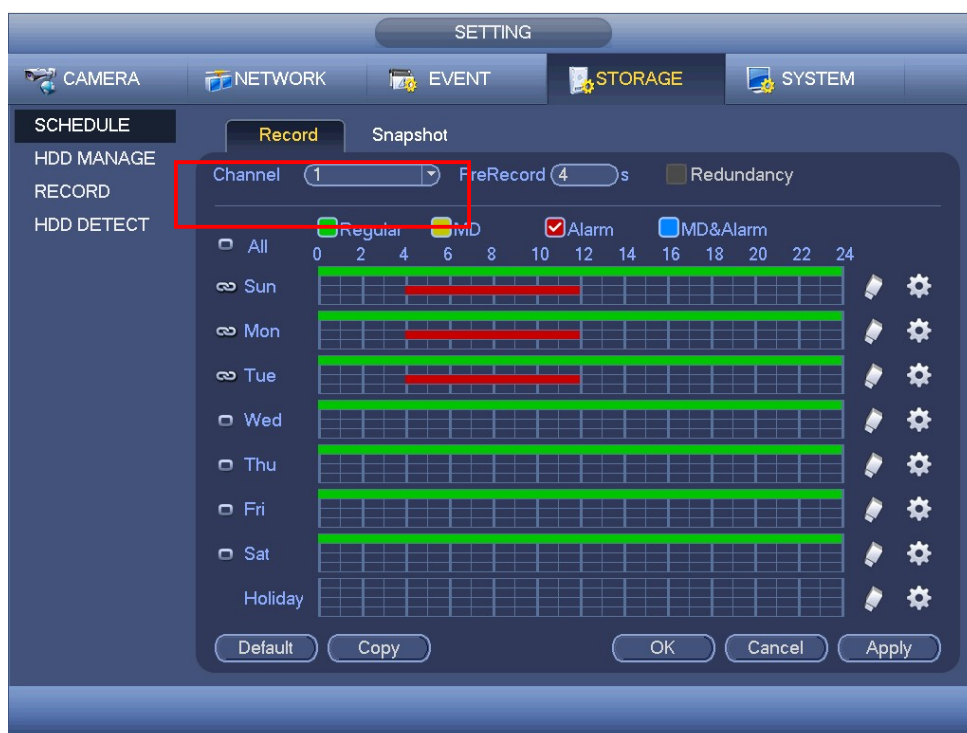 SETTING
CAMERA NETWORK EVENT STORAGE SYSTEM
SCHEDULE
HDD MANAGE
RECORD
HDD DETECT
Record Snapshot
Channel 1 PreRecord 4 s Redundancy
Regular MD Alarm MD&Alarm
All 0 2 4 6 8 10 12 14 16 18 20 22 24
Sun
Mon
Tue
Wed
Thu
Fri
Sat
Holiday
Default Copy OK Cancel Apply